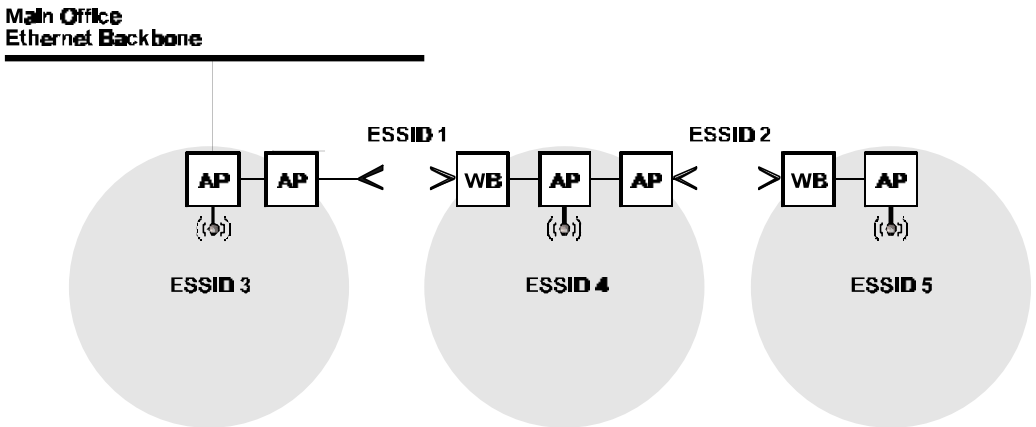 Main Office
Ethernet Backbone
ESSID 1
ESSID 2
AP
AP
WB
AP
AP
WB
AP
ESSID 3
ESSID 4
ESSID 5